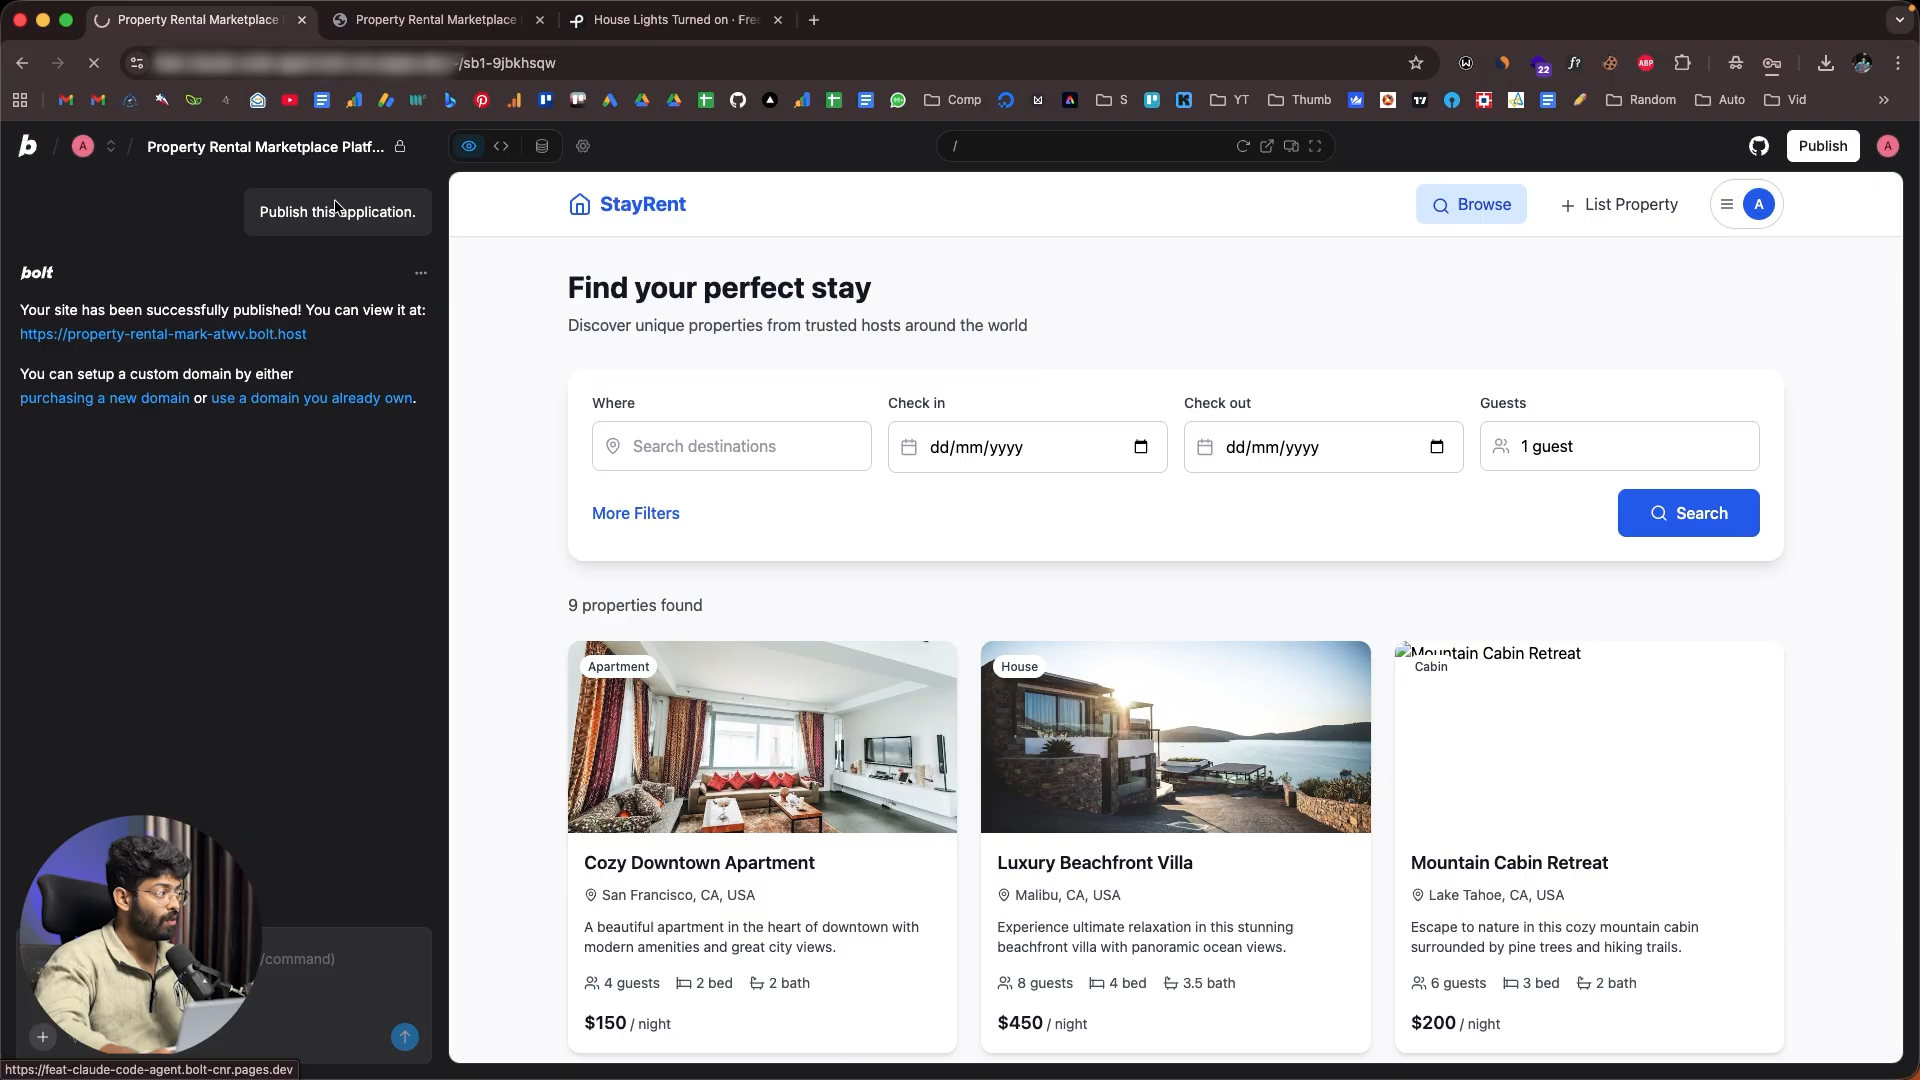 Property Rental Marketplace
Property Rental Marketplace
House Lights Turned on · Free
/sb1-9jbkhsqw
22
ABP
Comp
S
YT
Thumb
Random
Auto
Vid
A
Property Rental Marketplace Platf...
/
Publish
A
Publish this application.
bolt
Your site has been successfully published! You can view it at:
https://property-rental-mark-atwv.bolt.host
You can setup a custom domain by either
purchasing a new domain or use a domain you already own.
/command)
https://feat-claude-code-agent.bolt-cnr.pages.dev
StayRent
Browse
List Property
A
Find your perfect stay
Discover unique properties from trusted hosts around the world
Where
Check in
Check out
Guests
Search destinations
dd/mm/yyyy
dd/mm/yyyy
1 guest
More Filters
Search
9 properties found
Apartment
Cozy Downtown Apartment
San Francisco, CA, USA
A beautiful apartment in the heart of downtown with
modern amenities and great city views.
4 guests 2 bed 2 bath
$150 / night
House
Luxury Beachfront Villa
Malibu, CA, USA
Experience ultimate relaxation in this stunning
beachfront villa with panoramic ocean views.
8 guests 4 bed 3.5 bath
$450 / night
Mountain Cabin Retreat
Cabin
Mountain Cabin Retreat
Lake Tahoe, CA, USA
Escape to nature in this cozy mountain cabin
surrounded by pine trees and hiking trails.
6 guests 3 bed 2 bath
$200 / night